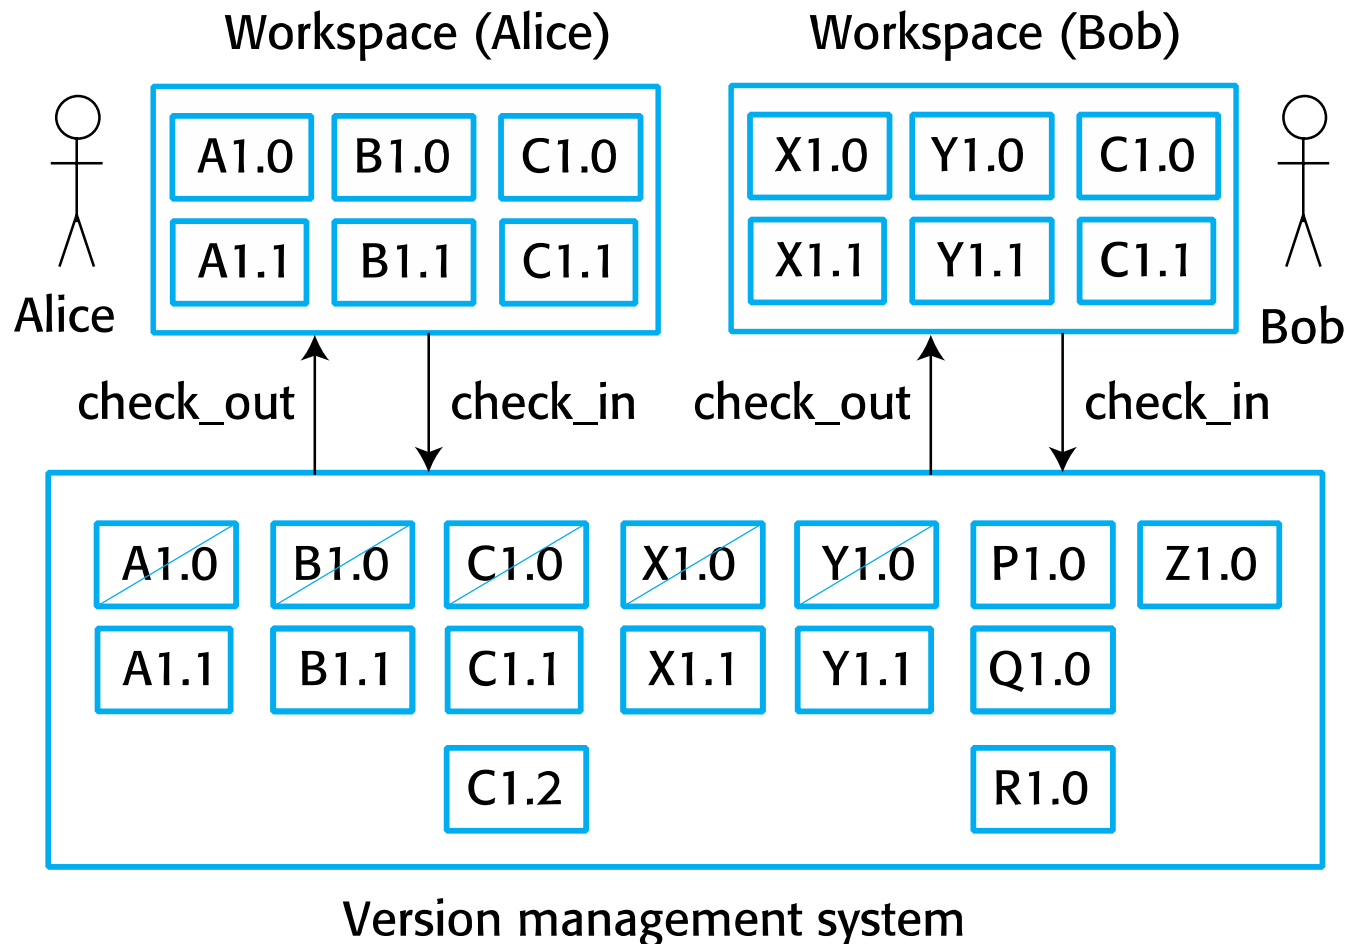 Workspace (Alice)
Workspace (Bob)
A1.0 B1.0 C1.0
A1.1 B1.1 C1.1
X1.0 Y1.0 C1.0
X1.1 Y1.1 C1.1
Alice
Bob
check_out
check_in
check_out
check_in
A1.0 B1.0 C1.0 X1.0 Y1.0 P1.0 Z1.0
A1.1 B1.1 C1.1 X1.1 Y1.1 Q1.0
C1.2 R1.0
Version management system